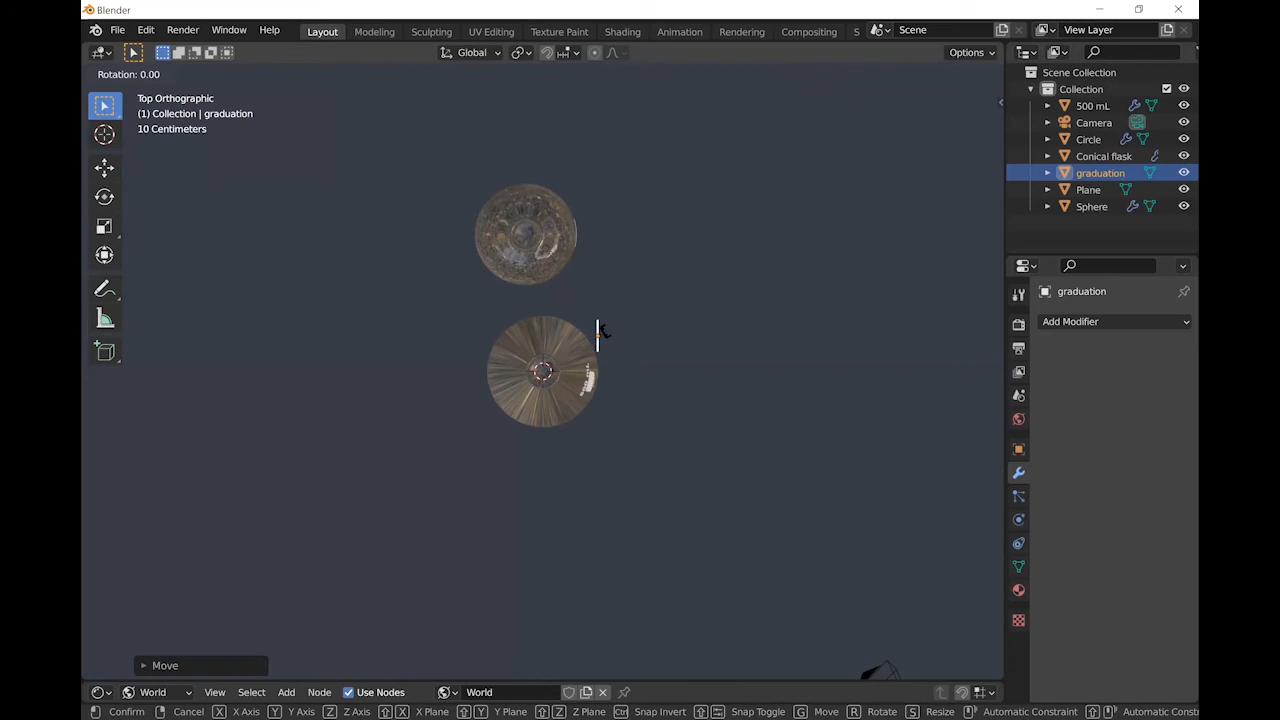 Blender
File Edit Render Window Help Layout Modeling Sculpting UV Editing Texture Paint Shading Animation Rendering Compositing S Scene View Layer
Global Options
Rotation: 0.00
Top Orthographic
(1) Collection | graduation
10 Centimeters
Scene Collection
Collection
500 mL
Camera
Circle
Conical flask
graduation
Plane
Sphere
graduation
Add Modifier
Move
World View Select Add Node Use Nodes World
Confirm Cancel X X Axis Y Y Axis Z Z Axis X X Plane Y Y Plane Z Z Plane Ctrl Snap Invert Snap Toggle G Move R Rotate S Resize Automatic Constraint Automatic Constr